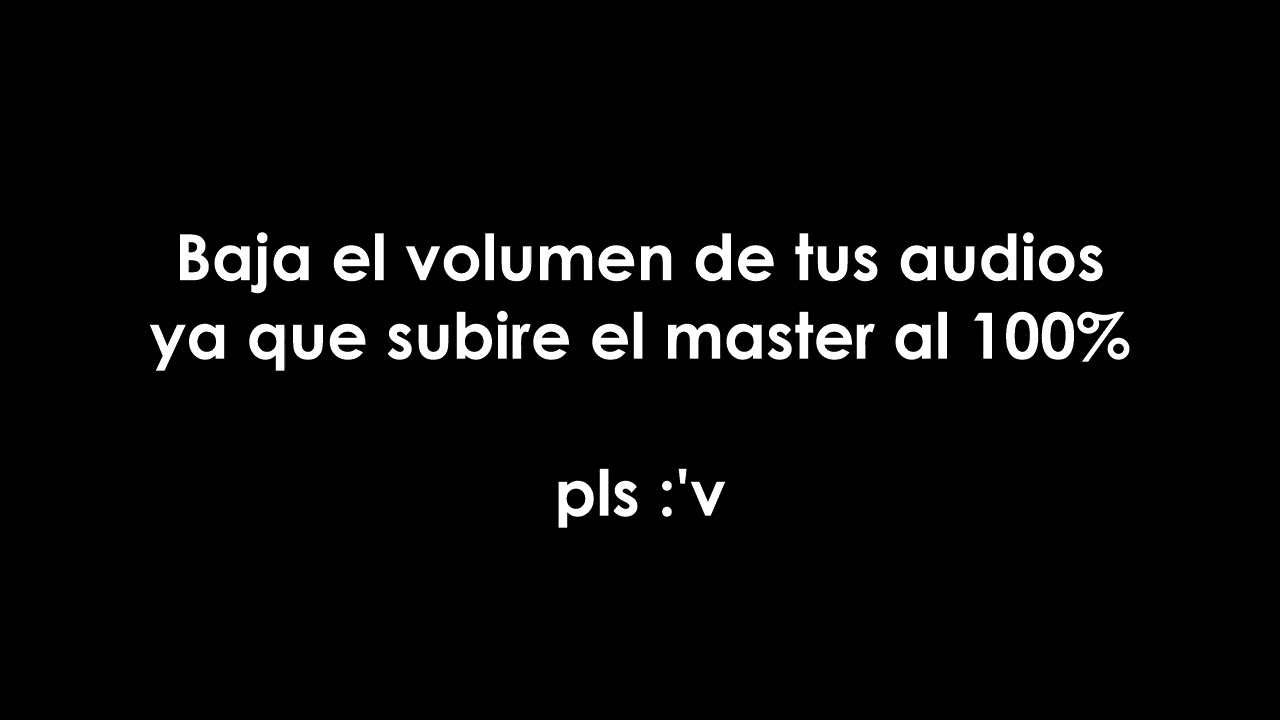 Baja el volumen de tus audios
ya que subire el master al 100%
pls :'v